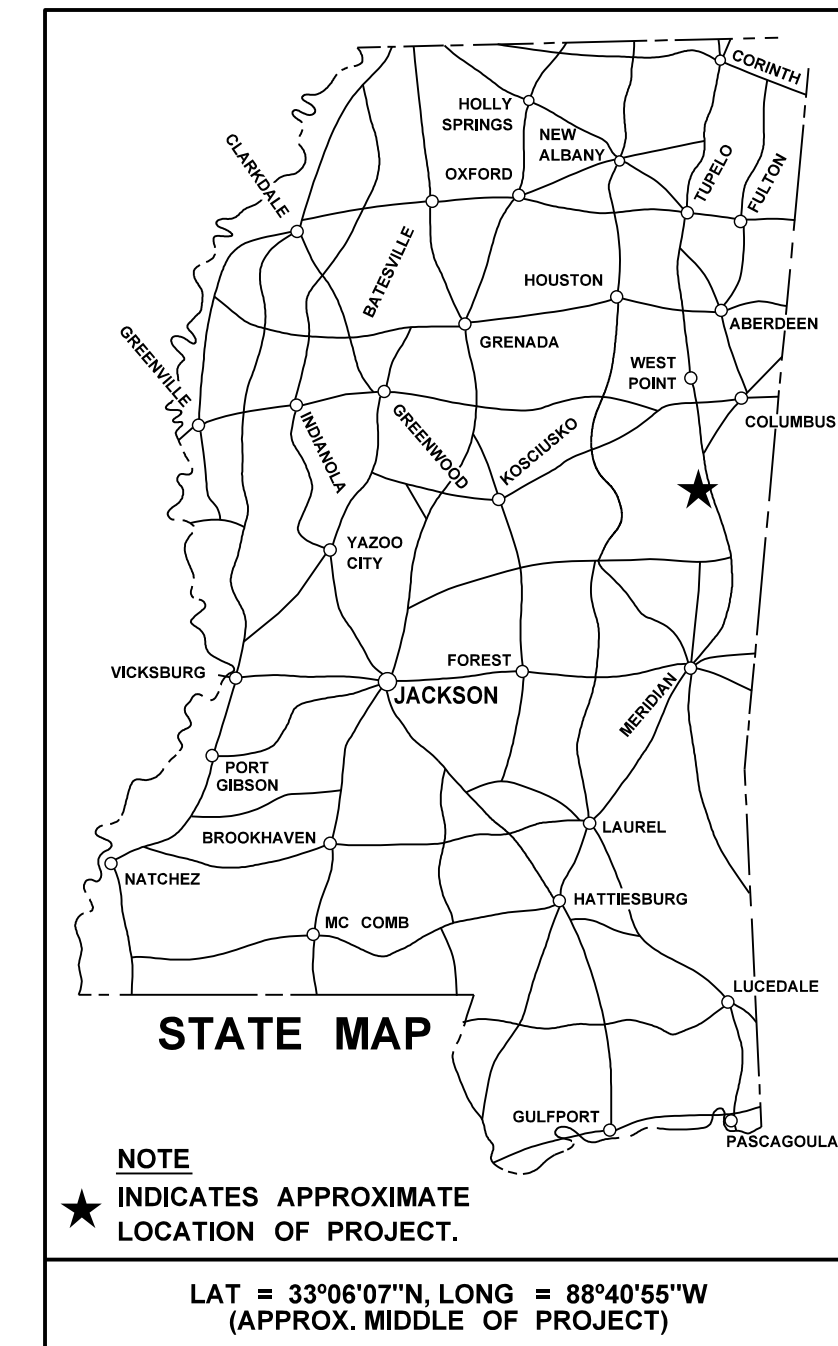 CORINTH
HOLLY
SPRINGS
NEW
ALBANY
CLARKDALE
OXFORD
TUPELO
FULTON
BATESVILLE
HOUSTON
ABERDEEN
GREENVILLE
GRENADA
WEST
POINT
COLUMBUS
INDIANOLA
GREENWOOD
KOSCIUSKO
YAZOO
CITY
VICKSBURG
FOREST
JACKSON
MERIDIAN
PORT
GIBSON
BROOKHAVEN
LAUREL
NATCHEZ
HATTIESBURG
MC COMB
LUCEDALE
STATE MAP
GULFPORT
PASCAGOULA
NOTE
INDICATES APPROXIMATE
LOCATION OF PROJECT.
LAT = 33º06'07"N, LONG = 88º40'55"W
(APPROX. MIDDLE OF PROJECT)